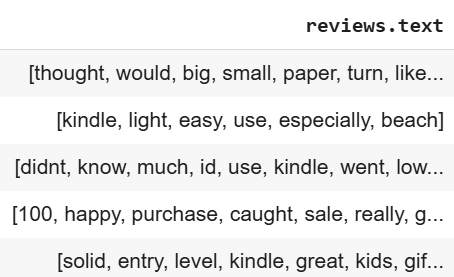 reviews.text
[thought, would, big, small, paper, turn, like...
[kindle, light, easy, use, especially, beach]
[didnt, know, much, id, use, kindle, went, low...
[100, happy, purchase, caught, sale, really, g...
[solid, entry, level, kindle, great, kids, gif...